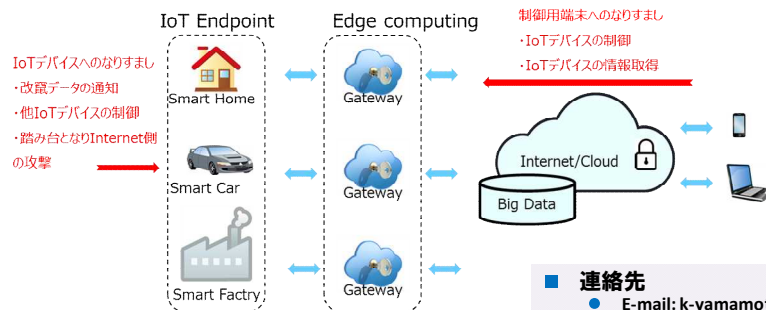 IoT Endpoint
Edge computing
制御用端末へのなりすまし
・IoTデバイスの制御
・IoTデバイスの情報取得
IoTデバイスへのなりすまし
・改竄データの通知
・他IoTデバイスの制御
・踏み台となりInternet側
の攻撃
Smart Home
Gateway
Smart Car
Gateway
Internet/Cloud
Big Data
Smart Factry
Gateway
■ 連絡先
● E-mail: k-yamamo